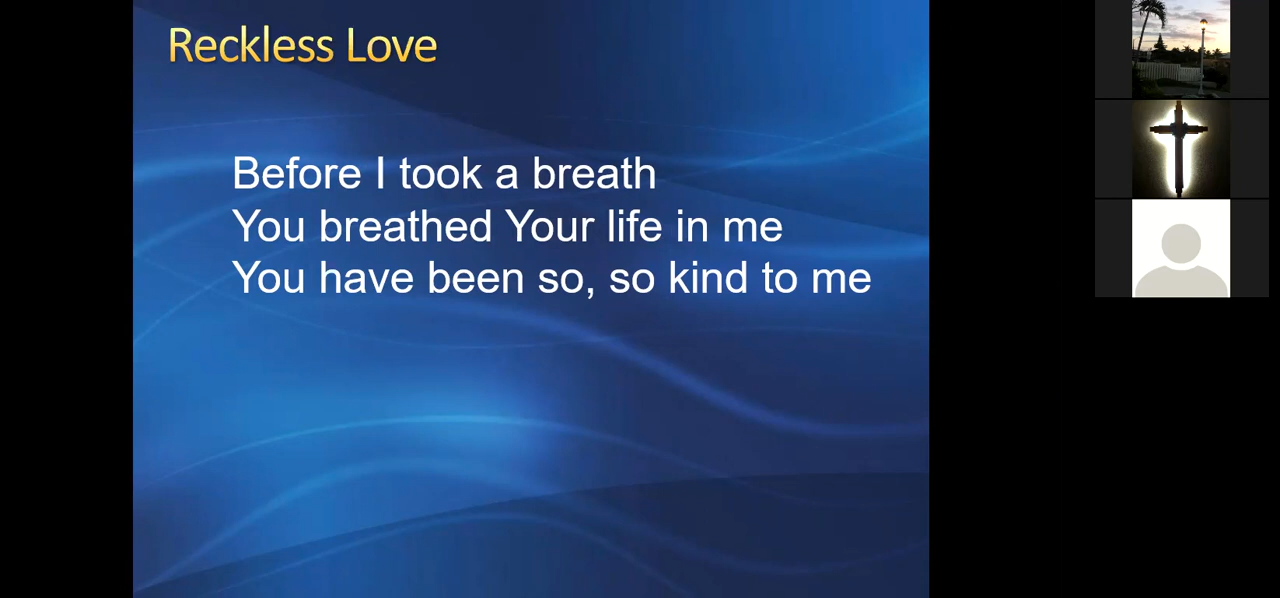 Reckless Love
Before I took a breath
You breathed Your life in me
You have been so, so kind to me